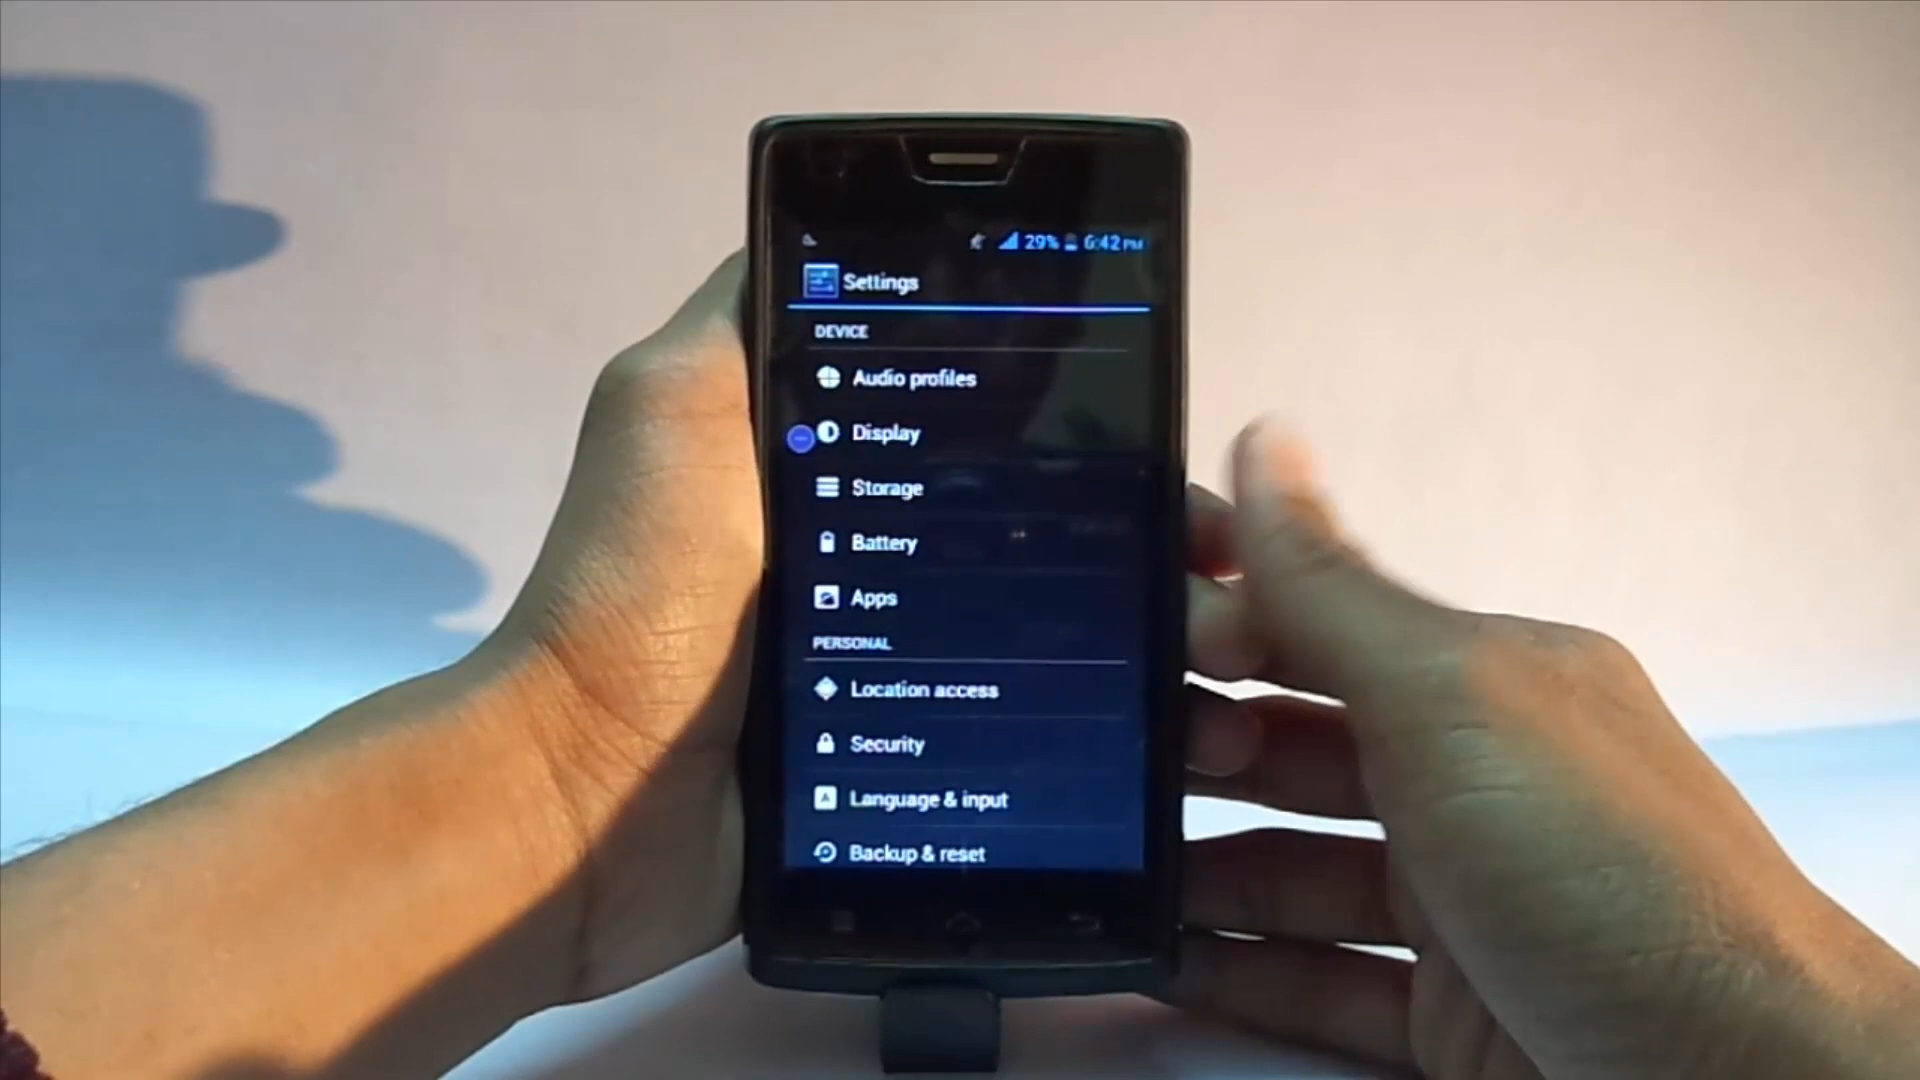 29% 6:42 PM
Settings
DEVICE
Audio profiles
Display
Storage
Battery
Apps
PERSONAL
Location access
Security
Language & input
Backup & reset